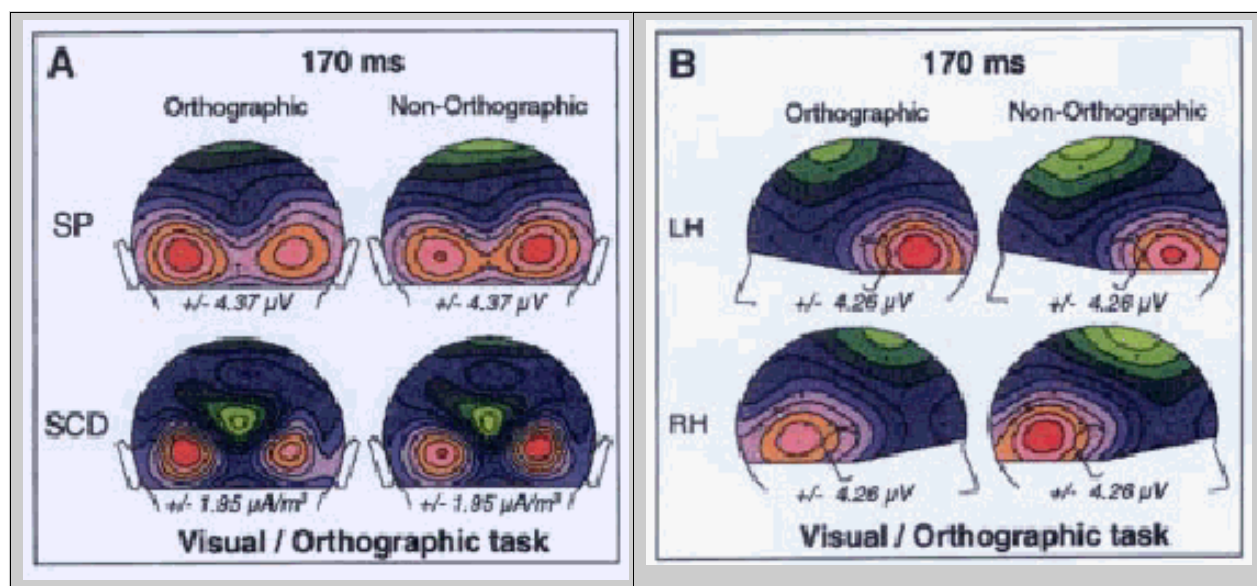 A
170 ms
Orthographic Non-Orthographic
SP
+/- 4.37 µV +/- 4.37 µV
SCD
+/- 1.95 µA/m³ +/- 1.95 µA/m³
Visual / Orthographic task
B
170 ms
Orthographic Non-Orthographic
LH
+/- 4.26 µV +/- 4.26 µV
RH
+/- 4.26 µV +/- 4.26 µV
Visual / Orthographic task